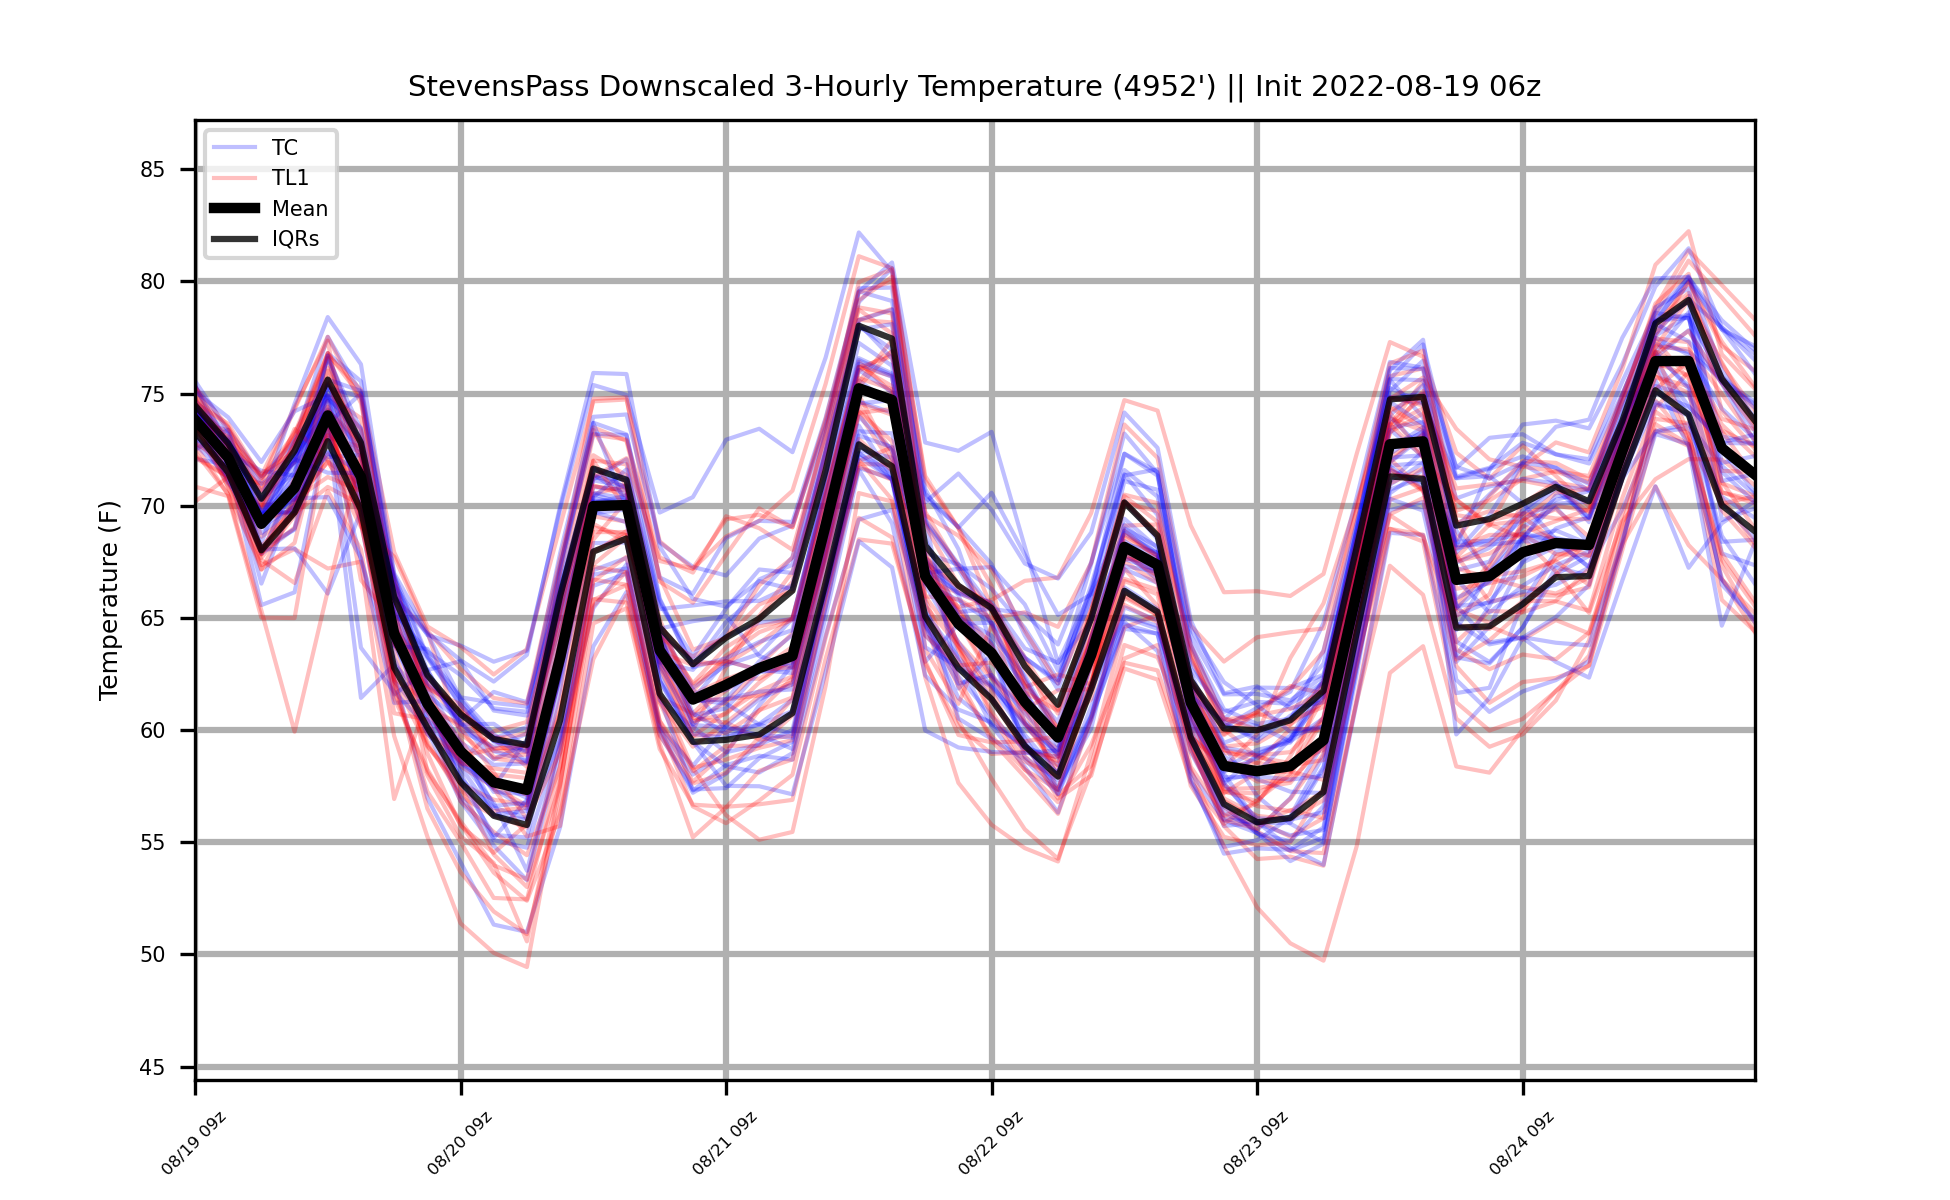 StevensPass Downscaled 3-Hourly Temperature (4952') || Init 2022-08-19 06z
TC
TL1
Mean
IQRs
Temperature (F)
85
80
75
70
65
60
55
50
45
08/19 09z
08/20 09z
08/21 09z
08/22 09z
08/23 09z
08/24 09z